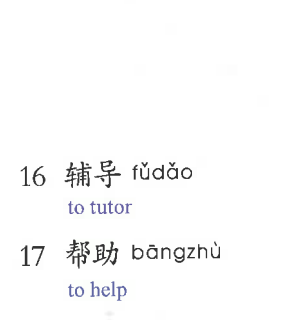 16 辅导 fǔdǎo
to tutor
17 帮助 bāngzhù
to help